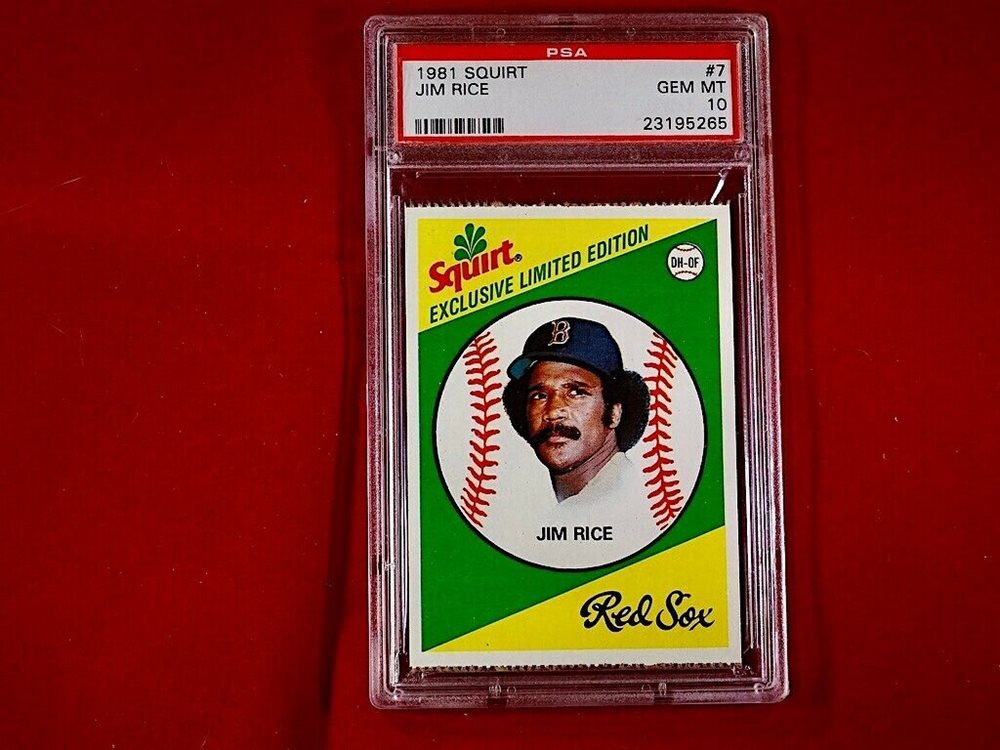 PSA
1981 SQUIRT #7
JIM RICE GEM MT
10
23195265
Squirt®
EXCLUSIVE LIMITED EDITION
DH-OF
B
JIM RICE
Red Sox